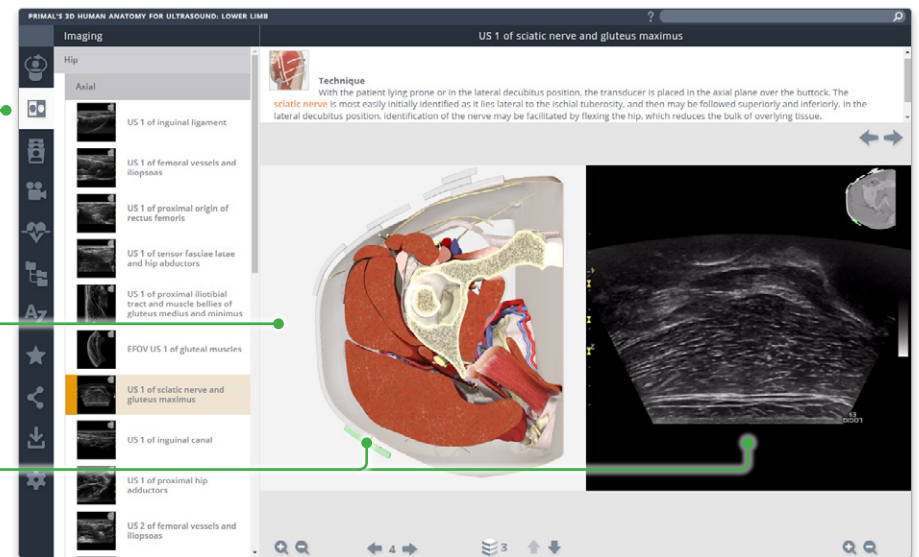 PRIMAL'S 3D HUMAN ANATOMY FOR ULTRASOUND: LOWER LIMB
?
Imaging
US 1 of sciatic nerve and gluteus maximus
Hip
Axial
US 1 of inguinal ligament
US 1 of femoral vessels and
iliopsoas
US 1 of proximal origin of
rectus femoris
US 1 of tensor fasciae latae
and hip abductors
US 1 of proximal iliotibial
tract and muscle bellies of
gluteus medius and minimus
EFOV US 1 of gluteal muscles
US 1 of sciatic nerve and
gluteus maximus
US 1 of inguinal canal
US 1 of proximal hip
adductors
US 2 of femoral vessels and
iliopsoas
Az
Technique
With the patient lying prone or in the lateral decubitus position, the transducer is placed in the axial plane over the buttock. The
sciatic nerve is most easily initially identified as it lies lateral to the ischial tuberosity, and then may be followed superiorly and inferiorly. In the
lateral decubitus position, identification of the nerve may be facilitated by flexing the hip, which reduces the bulk of overlying tissue.
4
3